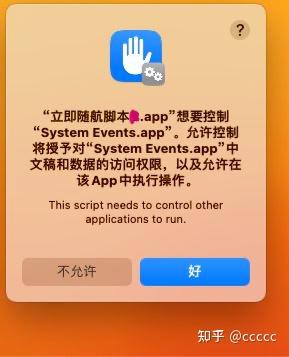 ?
“立即随航脚本.app”想要控制
“System Events.app”。允许控制
将授予对“System Events.app”中
文稿和数据的访问权限，以及允许在
该App中执行操作。
This script needs to control other
applications to run.
不允许
好
知乎 @ccccc